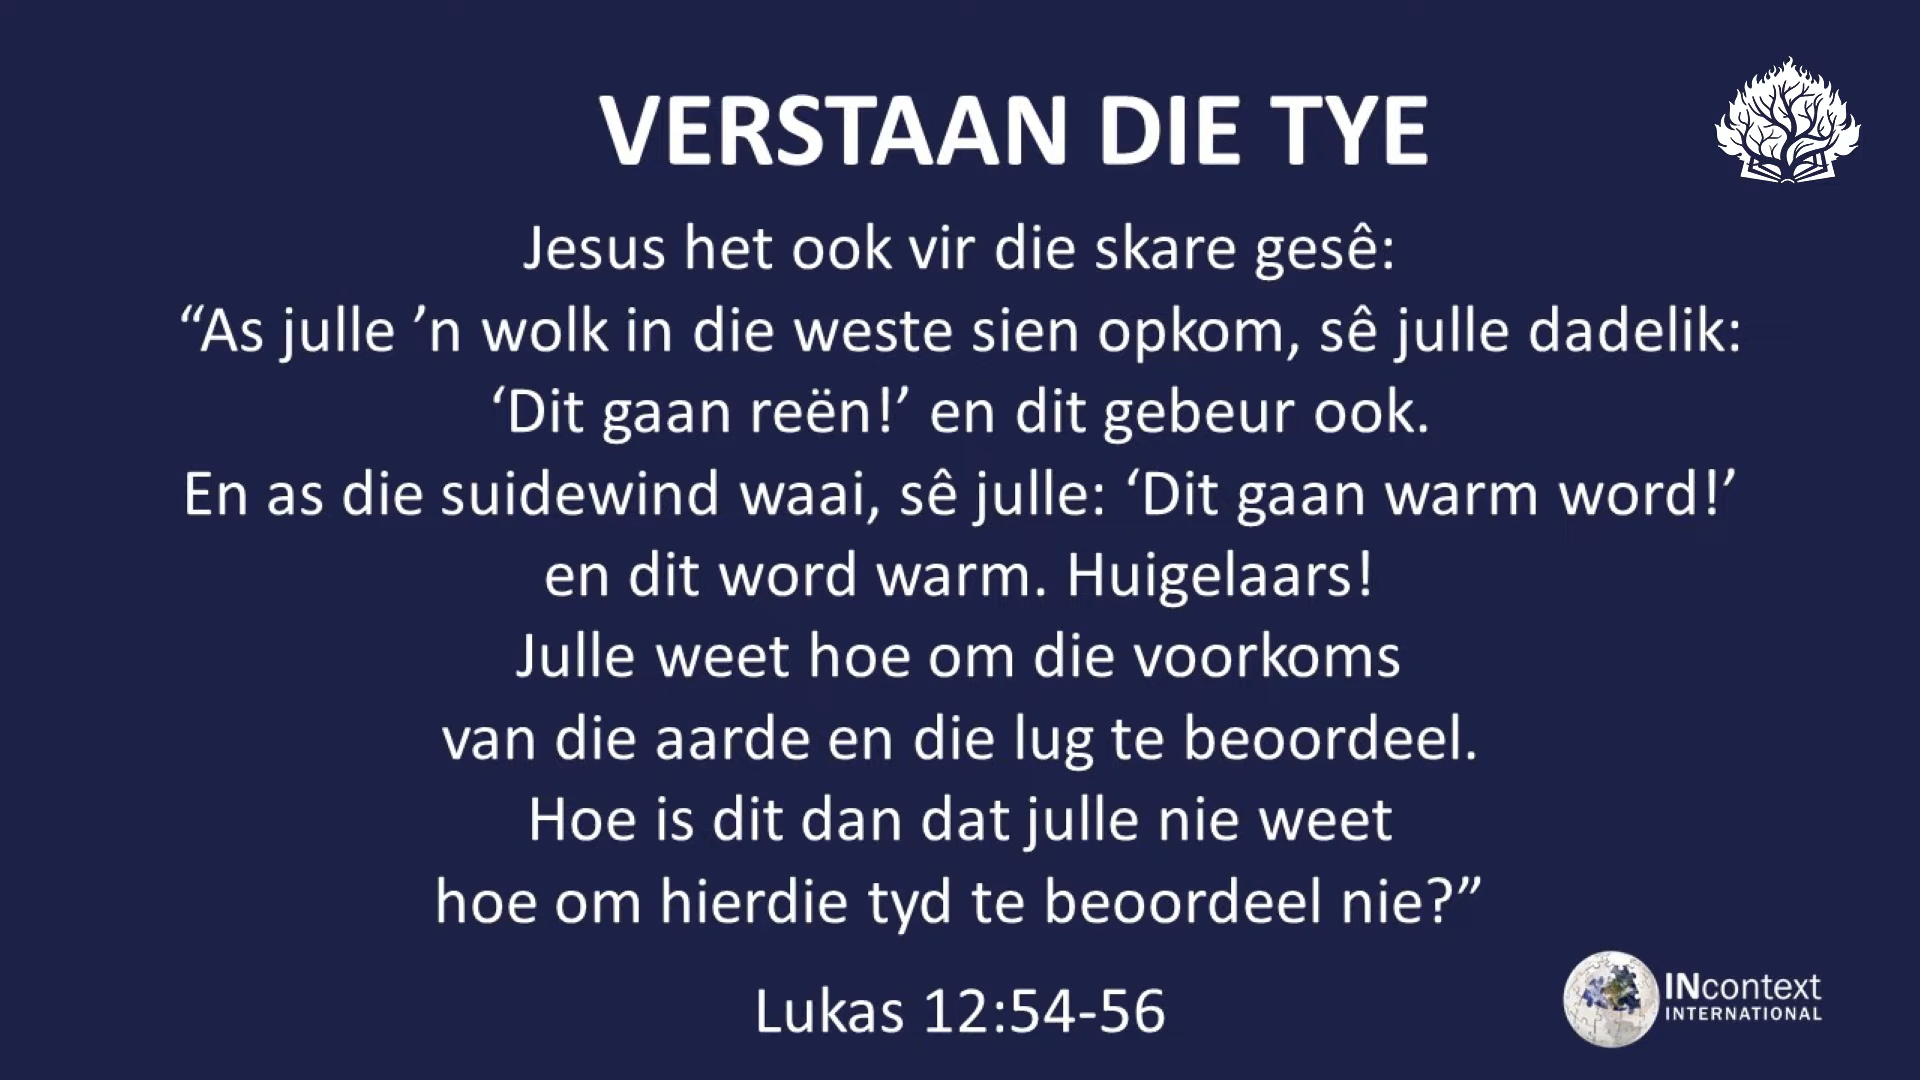 VERSTAAN DIE TYE
Jesus het ook vir die skare gesê:
“As julle ’n wolk in die weste sien opkom, sê julle dadelik:
‘Dit gaan reën!’ en dit gebeur ook.
En as die suidewind waai, sê julle: ‘Dit gaan warm word!’
en dit word warm. Huigelaars!
Julle weet hoe om die voorkoms
van die aarde en die lug te beoordeel.
Hoe is dit dan dat julle nie weet
hoe om hierdie tyd te beoordeel nie?”
Lukas 12:54-56
INcontext
INTERNATIONAL